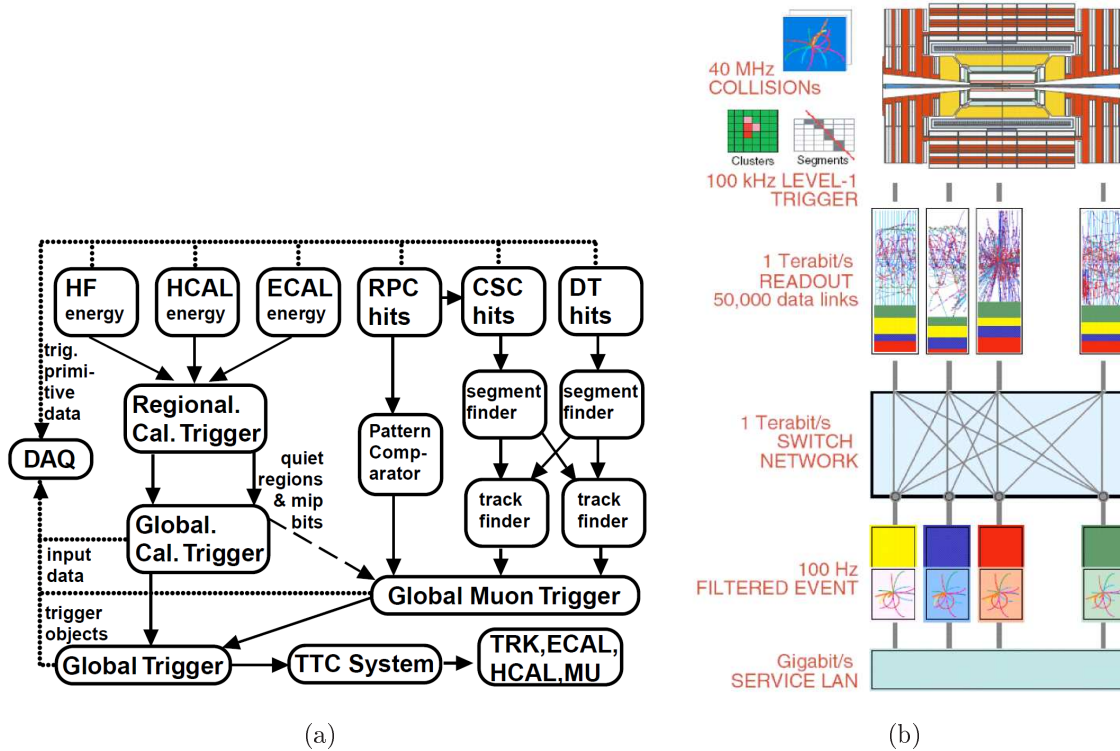 HF
energy
HCAL
energy
ECAL
energy
RPC
hits
CSC
hits
DT
hits
trig.
primi-
tive
data
Regional.
Cal. Trigger
segment
finder
segment
finder
Pattern
Comp-
arator
DAQ
quiet
regions
& mip
bits
track
finder
track
finder
Global.
Cal. Trigger
input
data
Global Muon Trigger
trigger
objects
Global Trigger
TTC System
TRK,ECAL,
HCAL,MU
(a)
40 MHz
COLLISIONs
Clusters
Segments
100 kHz LEVEL-1
TRIGGER
1 Terabit/s
READOUT
50,000 data links
1 Terabit/s
SWITCH
NETWORK
100 Hz
FILTERED EVENT
Gigabit/s
SERVICE LAN
(b)